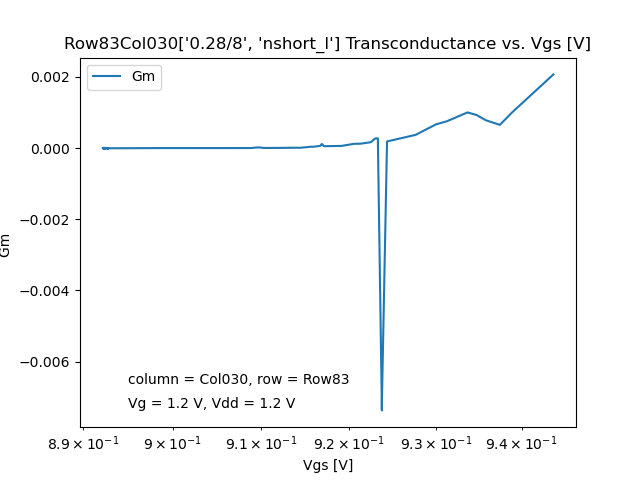 Row83Col030['0.28/8', 'nshort_l'] Transconductance vs. Vgs [V]
Gm
0.002
0.000
−0.002
−0.004
−0.006
Gm
column = Col030, row = Row83
Vg = 1.2 V, Vdd = 1.2 V
8.9 × 10⁻¹ 9 × 10⁻¹ 9.1 × 10⁻¹ 9.2 × 10⁻¹ 9.3 × 10⁻¹ 9.4 × 10⁻¹
Vgs [V]